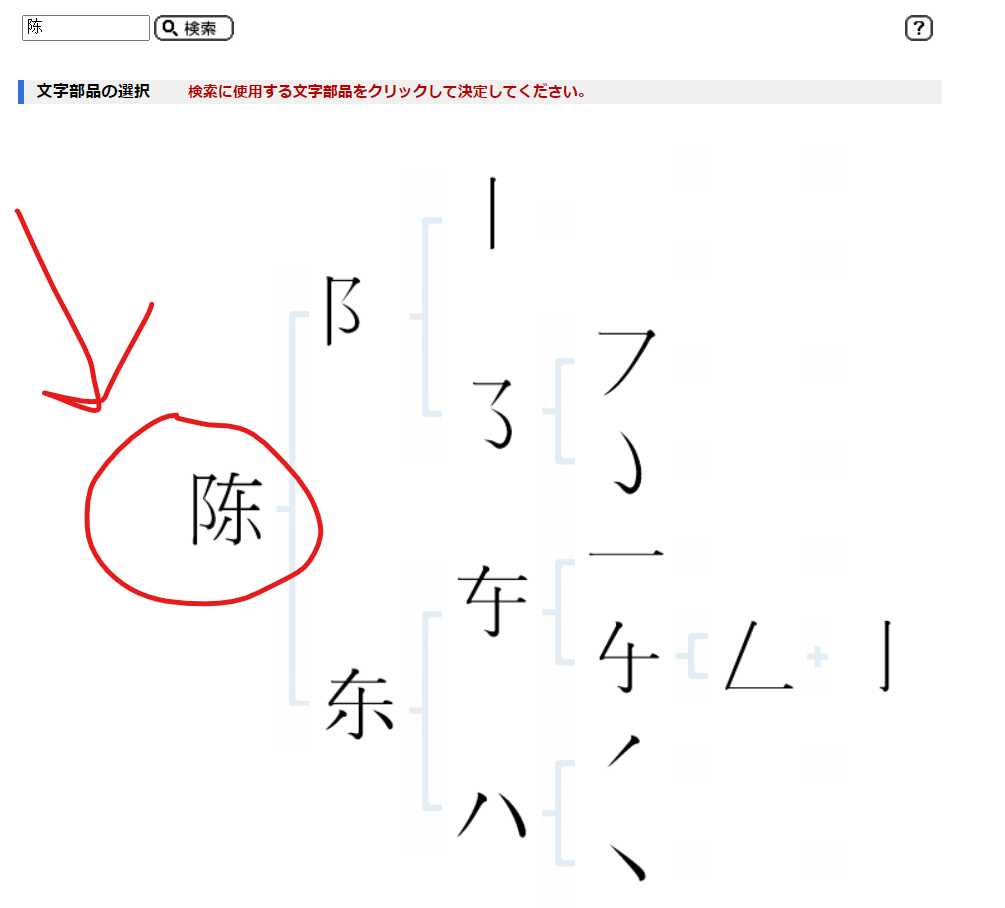 陈 検索 ?
文字部品の選択 検索に使用する文字部品をクリックして決定してください。
陈
阝
东
丨
㇌
㇇
㇁
一
𠃋 + 亅
八
㇒
㇔